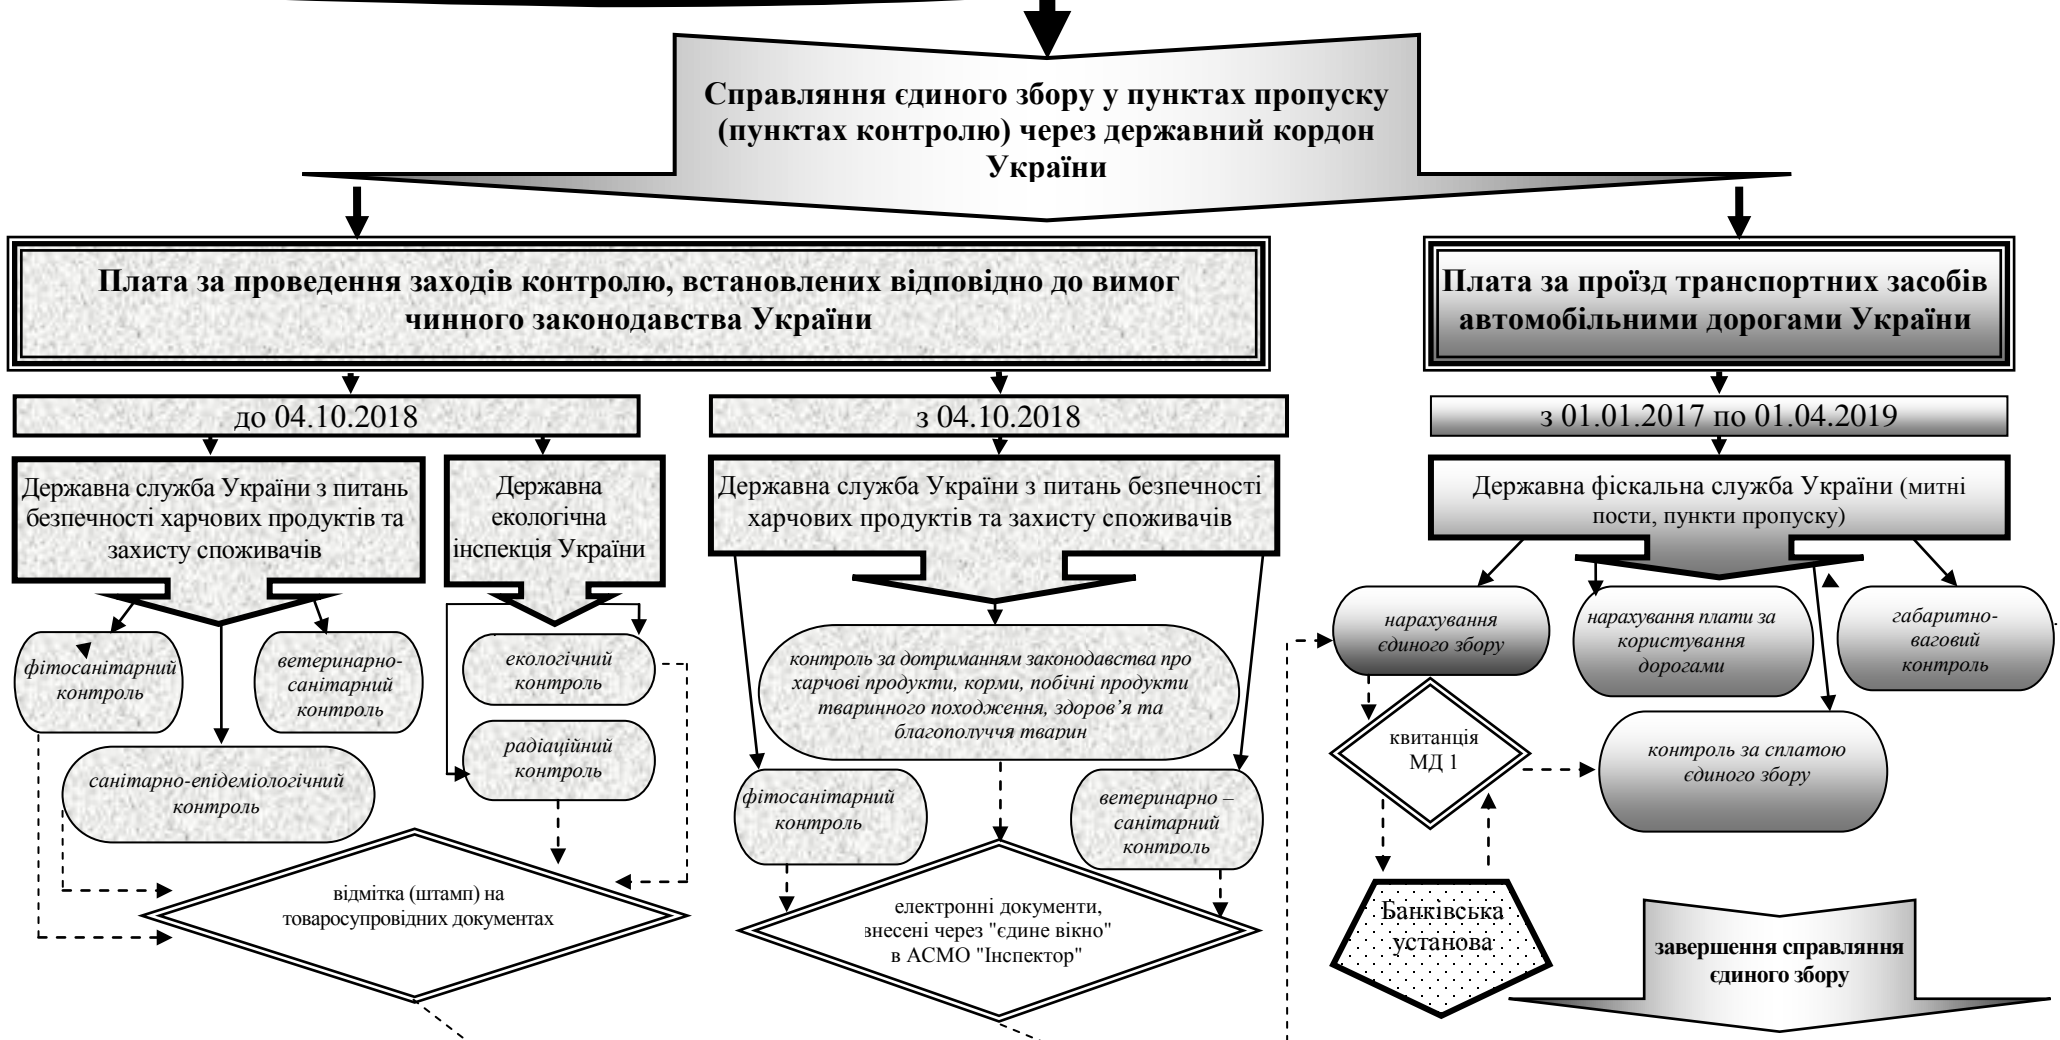 Справляння єдиного збору у пунктах пропуску
(пунктах контролю) через державний кордон
України
Плата за проведення заходів контролю, встановлених відповідно до вимог
чинного законодавства України
Плата за проїзд транспортних засобів
автомобільними дорогами України
до 04.10.2018
з 04.10.2018
з 01.01.2017 по 01.04.2019
Державна служба України з питань
безпечності харчових продуктів та
захисту споживачів
Державна
екологічна
інспекція України
Державна служба України з питань безпечності
харчових продуктів та захисту споживачів
Державна фіскальна служба України (митні
пости, пункти пропуску)
фітосанітарний
контроль
ветеринарно-
санітарний
контроль
санітарно-епідеміологічний
контроль
екологічний
контроль
радіаційний
контроль
контроль за дотриманням законодавства про
харчові продукти, корми, побічні продукти
тваринного походження, здоров’я та
благополуччя тварин
фітосанітарний
контроль
ветеринарно –
санітарний
контроль
нарахування
єдиного збору
нарахування плати за
користування
дорогами
габаритно-
ваговий
контроль
квитанція
МД 1
контроль за сплатою
єдиного збору
відмітка (штамп) на
товаросупровідних документах
електронні документи,
внесені через "єдине вікно"
в АСМО "Інспектор"
Банківська
установа
завершення справляння
єдиного збору